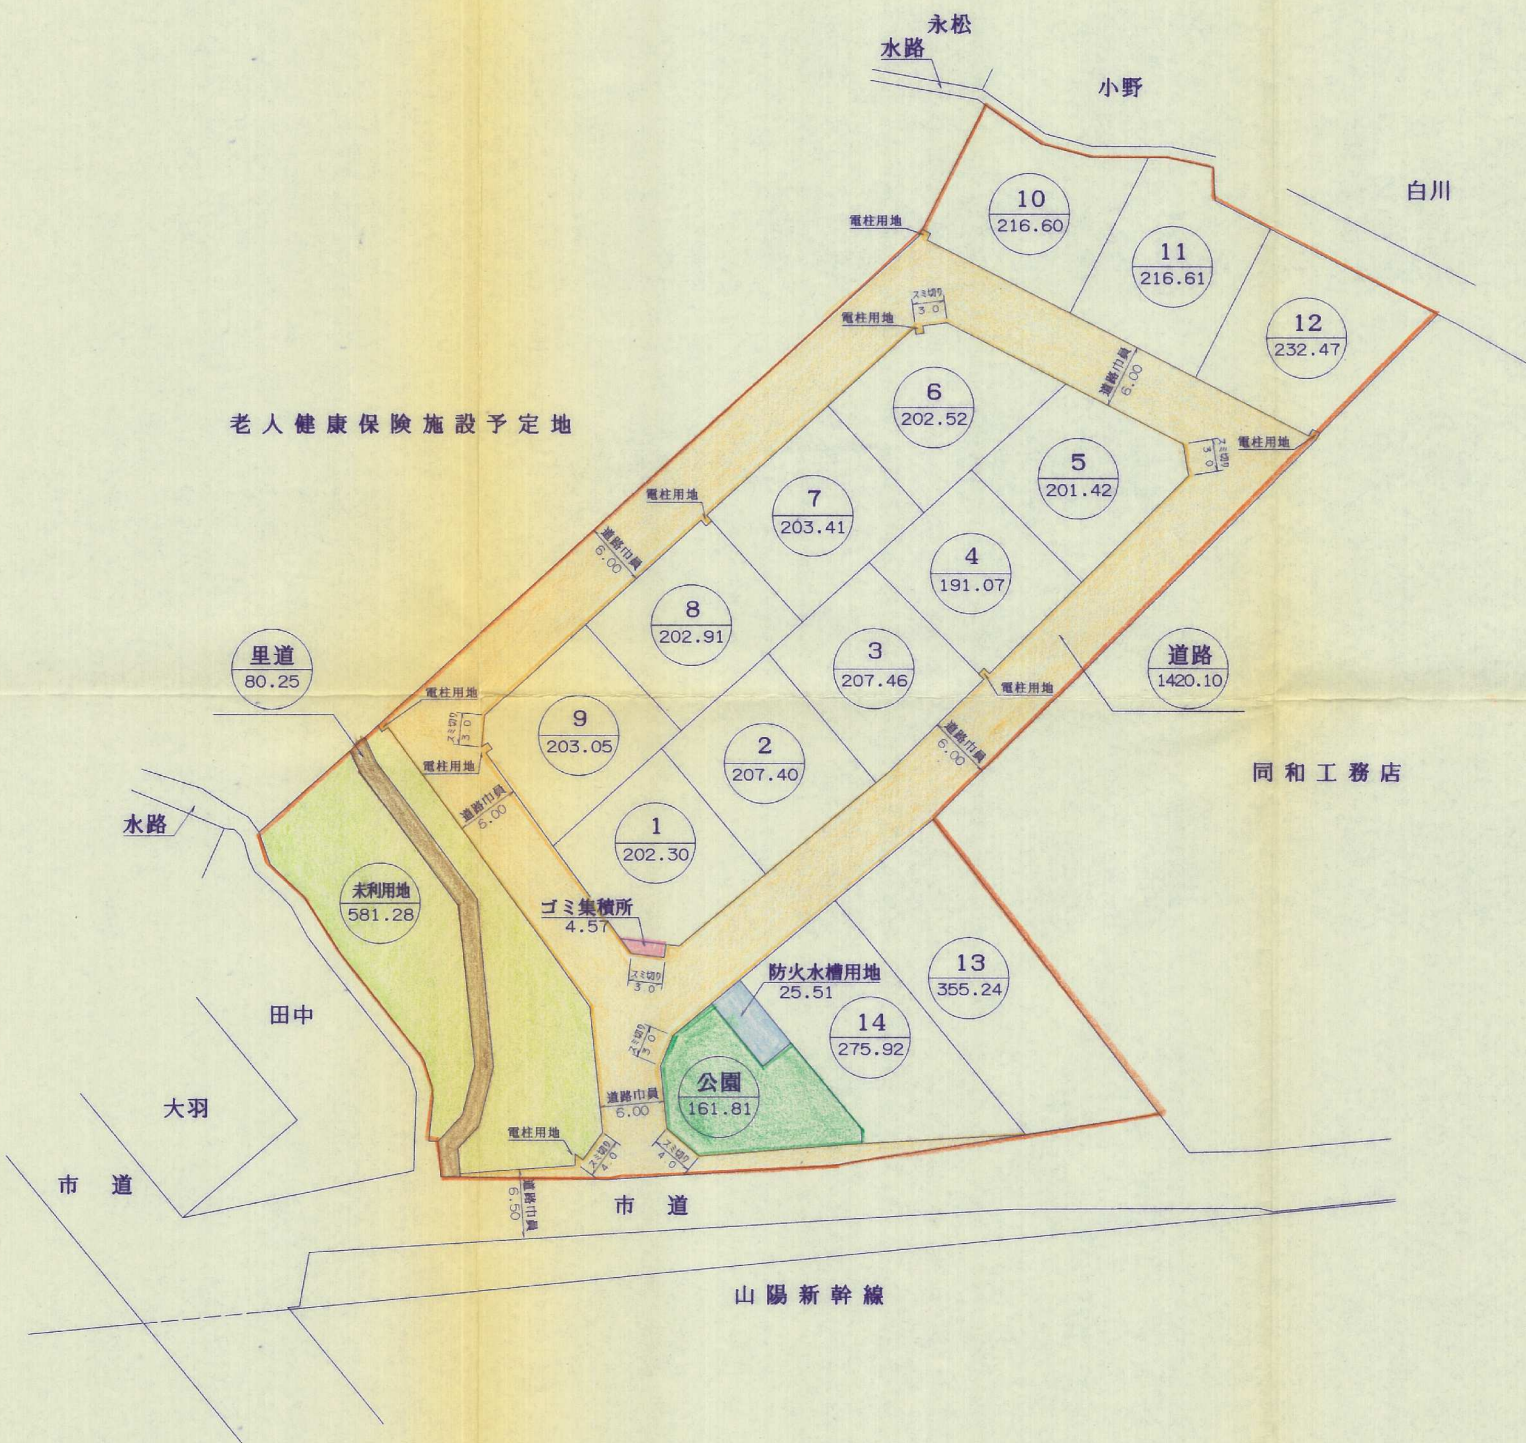 永松
水路
小野
白川
10
216.60
電柱用地
11
216.61
スミ切り
3.0
電柱用地
12
232.47
道路巾員
6.00
6
202.52
老人健康保険施設予定地
電柱用地
スミ切り
3.0
5
201.42
電柱用地
7
203.41
道路巾員
6.00
4
191.07
8
202.91
3
207.46
里道
80.25
道路
1420.10
電柱用地
電柱用地
スミ切り
3.0
9
203.05
2
207.40
道路巾員
6.00
電柱用地
同和工務店
道路巾員
6.00
水路
1
202.30
未利用地
581.28
ゴミ集積所
4.57
13
355.24
スミ切り
3.0
防火水槽用地
25.51
田中
14
275.92
スミ切り
3.0
公園
161.81
道路巾員
6.00
大羽
電柱用地
スミ切り
4.0
スミ切り
4.0
市道
道路巾員
6.50
市道
山陽新幹線